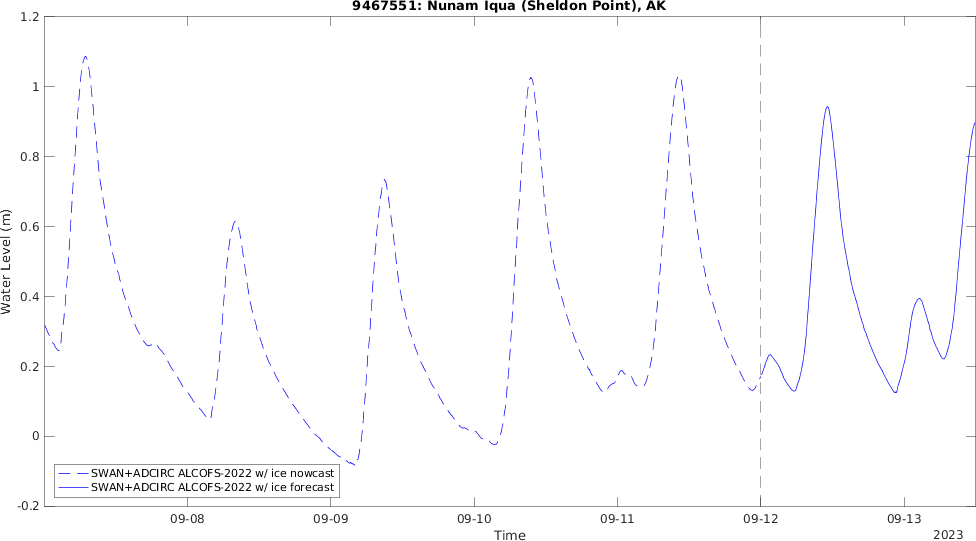 9467551: Nunam Iqua (Sheldon Point), AK
1.2
1
0.8
0.6
0.4
0.2
0
-0.2
Water Level (m)
SWAN+ADCIRC ALCOFS-2022 w/ ice nowcast
SWAN+ADCIRC ALCOFS-2022 w/ ice forecast
09-08 09-09 09-10 09-11 09-12 09-13
Time
2023